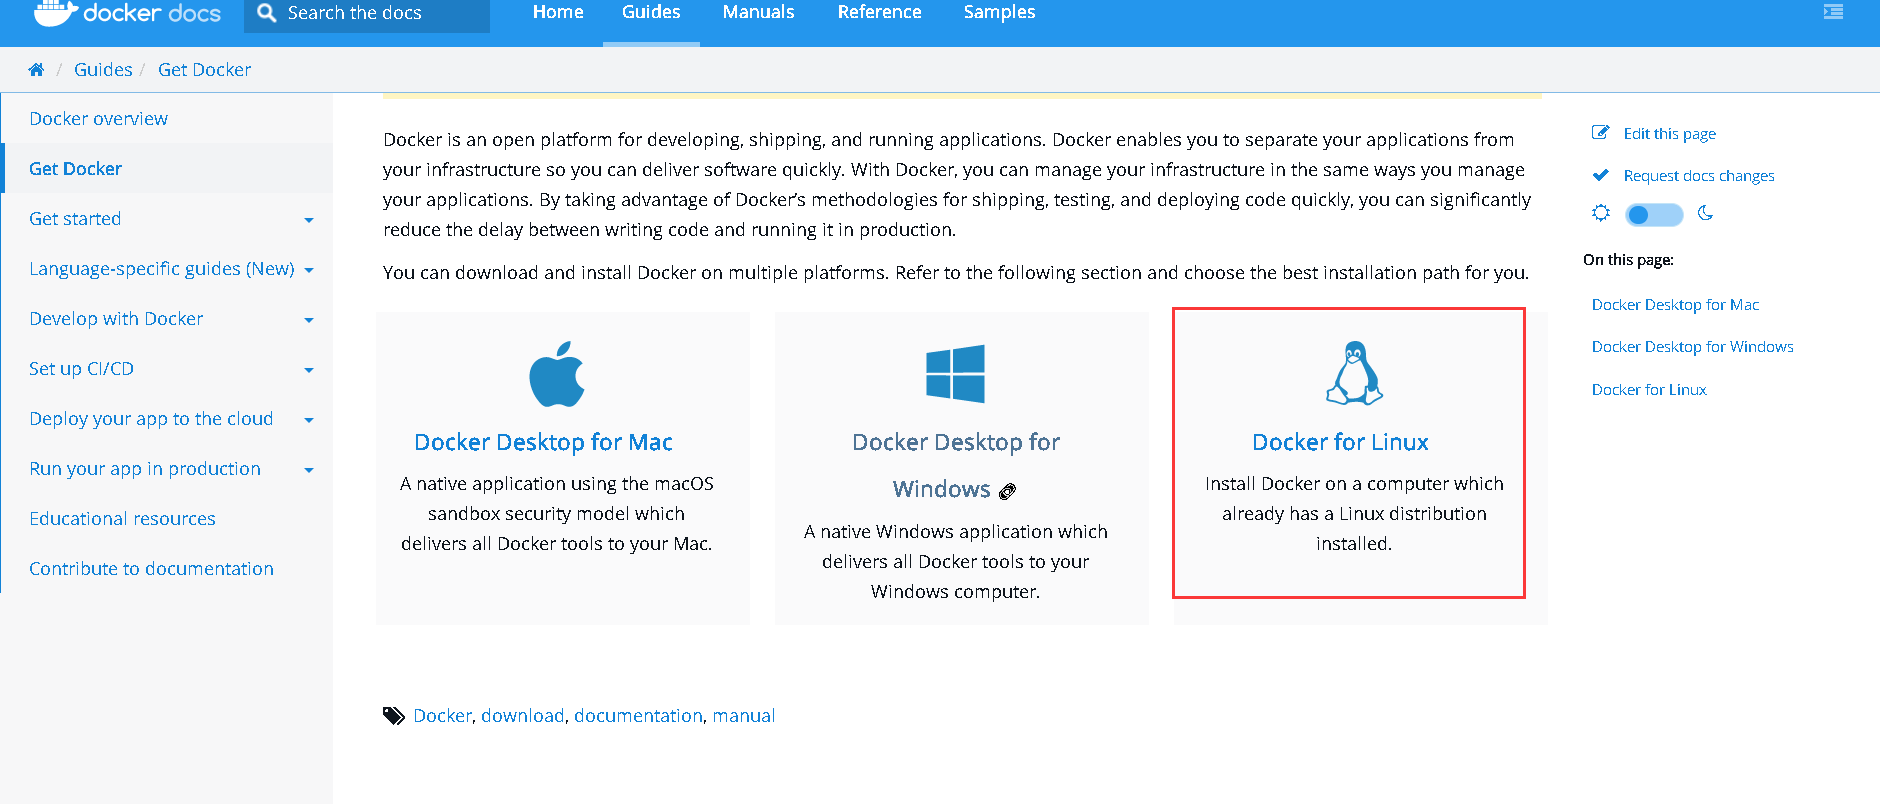 docker docs
Search the docs
Home
Guides
Manuals
Reference
Samples
Guides / Get Docker
Docker overview
Get Docker
Get started
Language-specific guides (New)
Develop with Docker
Set up CI/CD
Deploy your app to the cloud
Run your app in production
Educational resources
Contribute to documentation
Docker is an open platform for developing, shipping, and running applications. Docker enables you to separate your applications from
your infrastructure so you can deliver software quickly. With Docker, you can manage your infrastructure in the same ways you manage
your applications. By taking advantage of Docker’s methodologies for shipping, testing, and deploying code quickly, you can significantly
reduce the delay between writing code and running it in production.
You can download and install Docker on multiple platforms. Refer to the following section and choose the best installation path for you.
Docker Desktop for Mac
A native application using the macOS
sandbox security model which
delivers all Docker tools to your Mac.
Docker Desktop for
Windows
A native Windows application which
delivers all Docker tools to your
Windows computer.
Docker for Linux
Install Docker on a computer which
already has a Linux distribution
installed.
Docker, download, documentation, manual
Edit this page
Request docs changes
On this page:
Docker Desktop for Mac
Docker Desktop for Windows
Docker for Linux